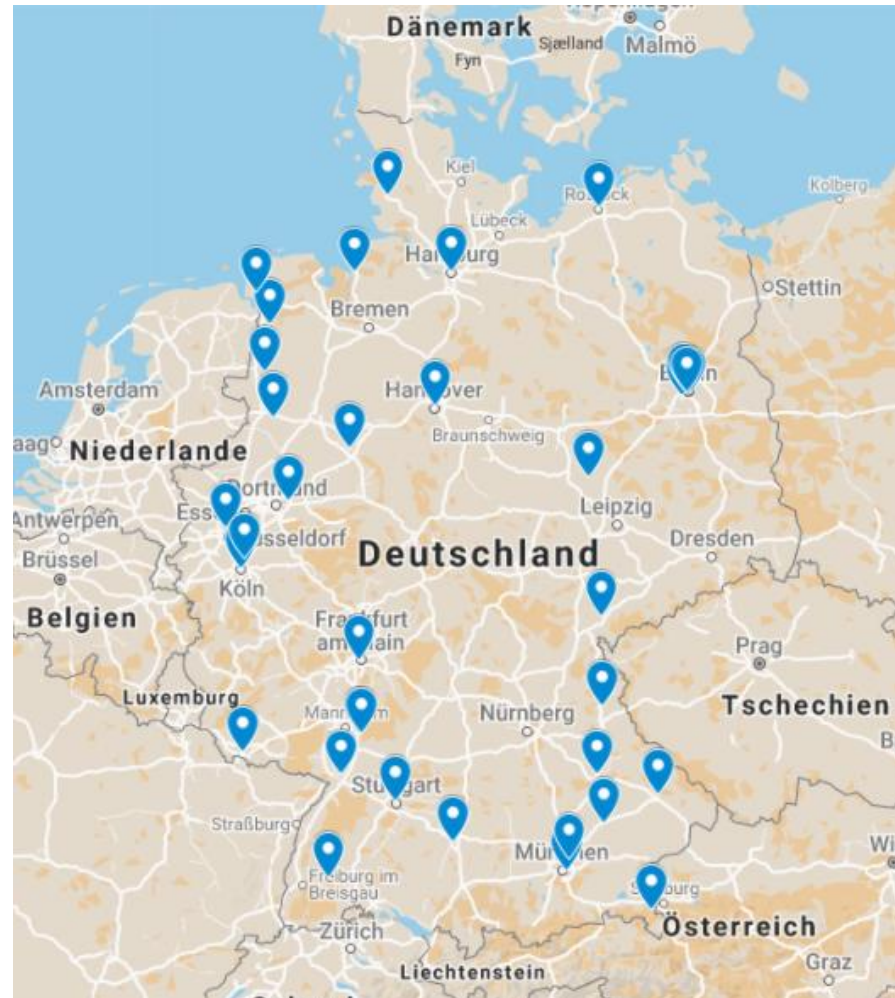 Dänemark
Sjælland
Malmö
Fyn
Kiel
Kolberg
Lübeck
Stettin
Bremen
Amsterdam
Niederlande
Braunschweig
Leipzig
Dortmund
Antwerpen
Deutschland
Dresden
Brüssel
Köln
Belgien
Prag
Luxemburg
Tschechien
Nürnberg
Straßburg
Freiburg im
Breisgau
Österreich
Zürich
Graz
Liechtenstein